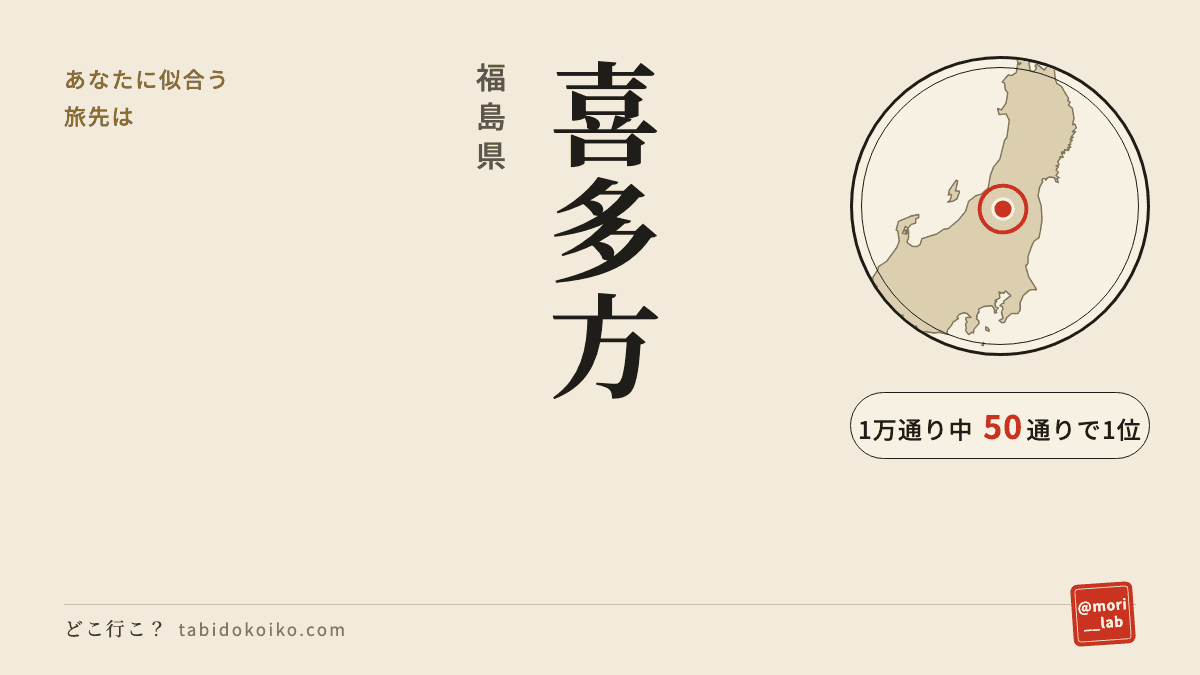 あなたに似合う
旅先は
喜多方
福島県
1万通り中 50通りで1位
どこ行こ？ tabidokoiko.com
@mori
__lab